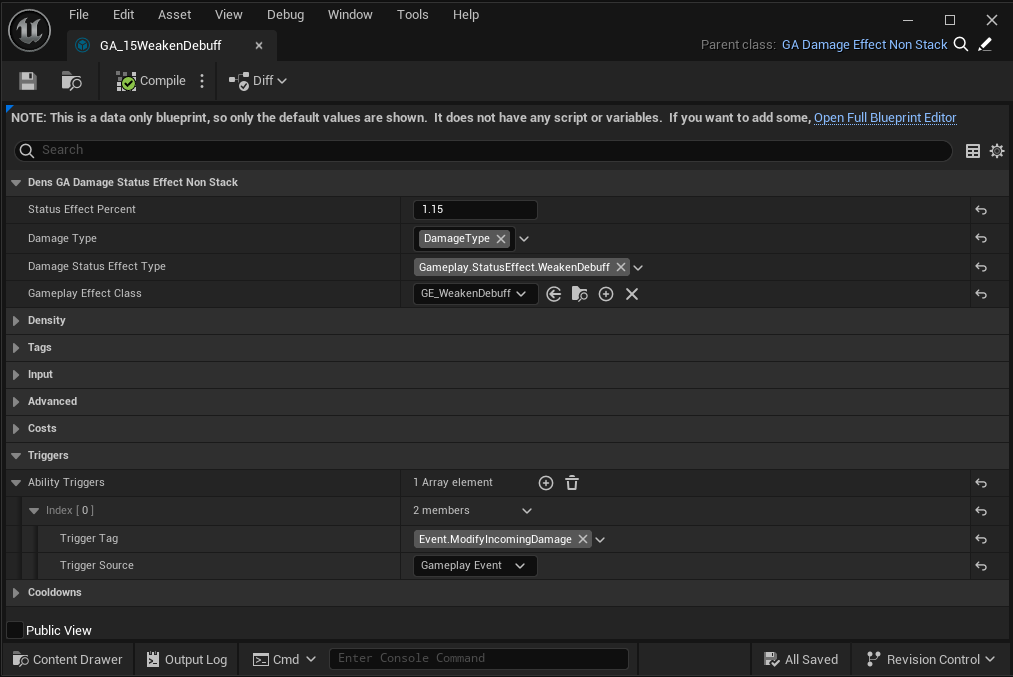 File Edit Asset View Debug Window Tools Help
GA_15WeakenDebuff
Parent class: GA Damage Effect Non Stack
Compile Diff
NOTE: This is a data only blueprint, so only the default values are shown. It does not have any script or variables. If you want to add some, Open Full Blueprint Editor
Search
Dens GA Damage Status Effect Non Stack
Status Effect Percent 1.15
Damage Type DamageType
Damage Status Effect Type Gameplay.StatusEffect.WeakenDebuff
Gameplay Effect Class GE_WeakenDebuff
Density
Tags
Input
Advanced
Costs
Triggers
Ability Triggers 1 Array element
Index [ 0 ] 2 members
Trigger Tag Event.ModifyIncomingDamage
Trigger Source Gameplay Event
Cooldowns
Public View
Content Drawer Output Log Cmd Enter Console Command All Saved Revision Control